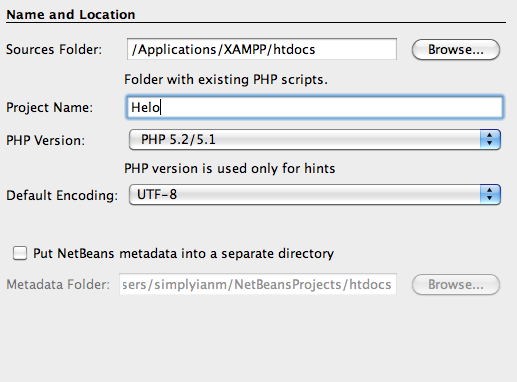 Name and Location
Sources Folder: /Applications/XAMPP/htdocs Browse...
Folder with existing PHP scripts.
Project Name: Helo
PHP Version: PHP 5.2/5.1
PHP version is used only for hints
Default Encoding: UTF-8
Put NetBeans metadata into a separate directory
Metadata Folder: sers/simplyianm/NetBeansProjects/htdocs Browse...